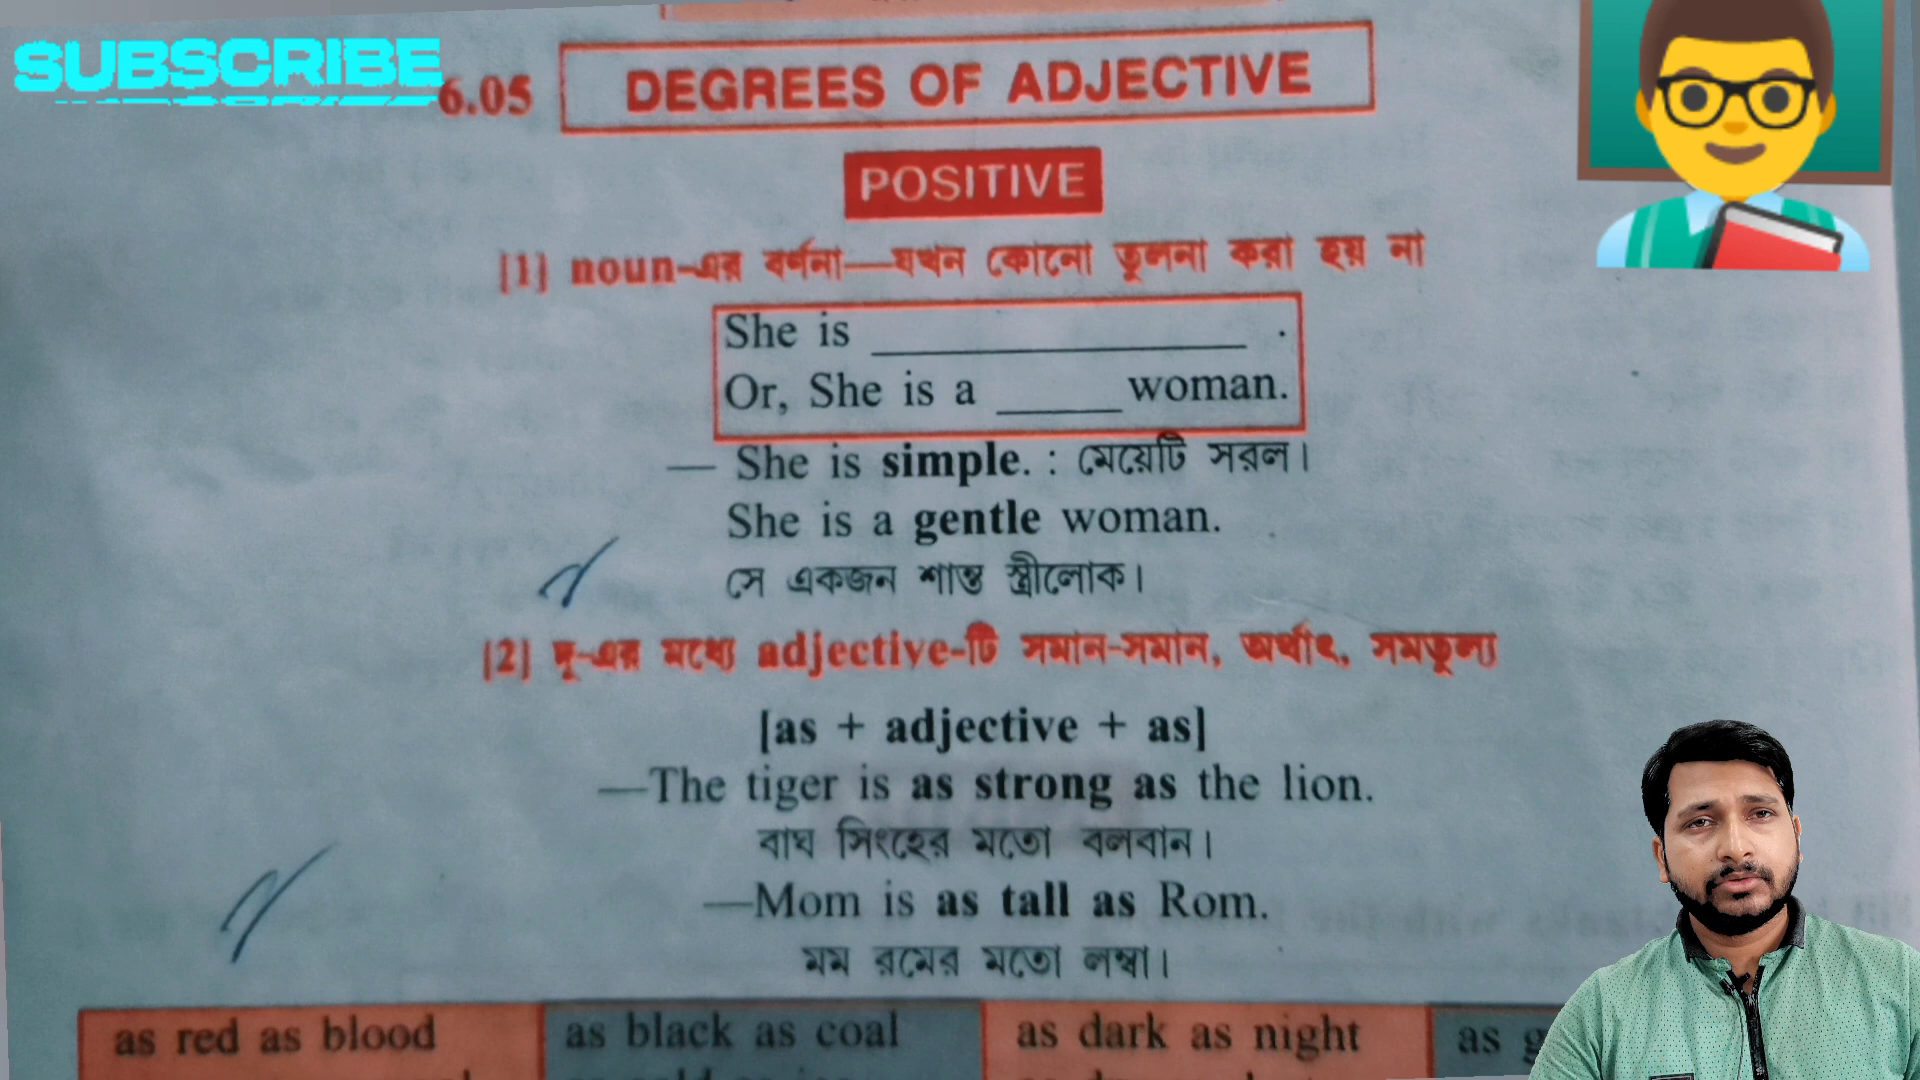 SUBSCRIBE
6.05 DEGREES OF ADJECTIVE
POSITIVE
[1] noun-এর বর্ণনা—যখন কোনো তুলনা করা হয় না
She is ________________ .
Or, She is a _____ woman.
— She is simple. : মেয়েটি সরল।
She is a gentle woman.
সে একজন শান্ত স্ত্রীলোক।
[2] দু-এর মধ্যে adjective-টি সমান-সমান, অর্থাৎ, সমতুল্য
[as + adjective + as]
—The tiger is as strong as the lion.
বাঘ সিংহের মতো বলবান।
—Mom is as tall as Rom.
মম রমের মতো লম্বা।
as red as blood as black as coal as dark as night as